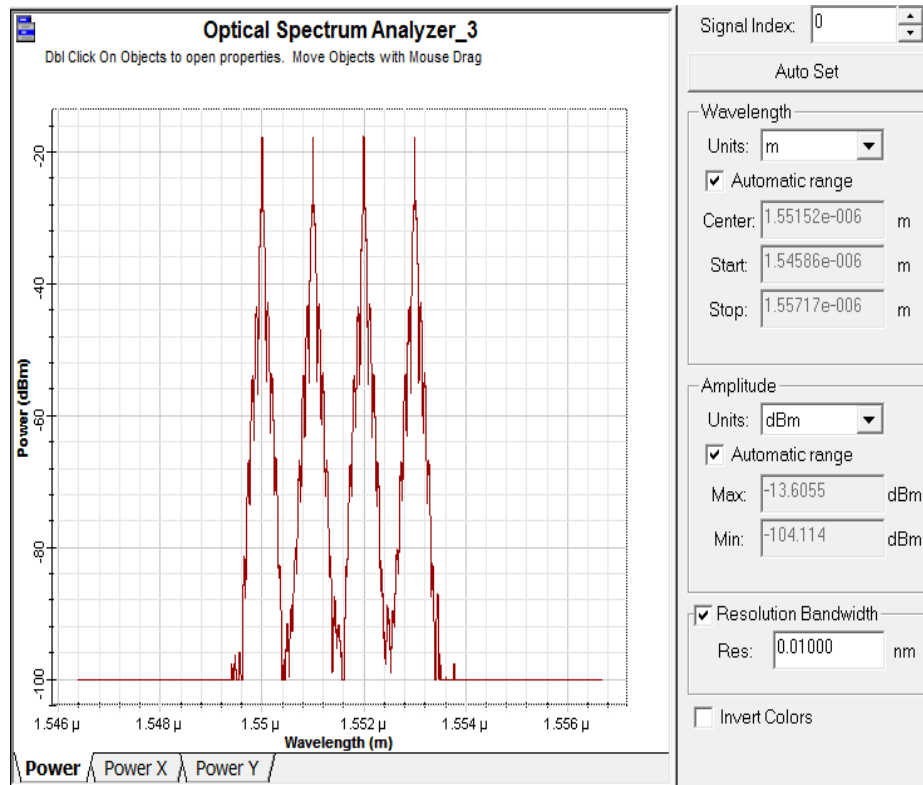 Optical Spectrum Analyzer_3
Dbl Click On Objects to open properties.  Move Objects with Mouse Drag
Power (dBm)
-20
-40
-60
-80
-100
1.546 µ
1.548 µ
1.55 µ
1.552 µ
1.554 µ
1.556 µ
Wavelength (m)
Power
Power X
Power Y
Signal Index: 0
Auto Set
Wavelength
Units: m
Automatic range
Center: 1.55152e-006 m
Start: 1.54586e-006 m
Stop: 1.55717e-006 m
Amplitude
Units: dBm
Automatic range
Max: -13.6055 dBm
Min: -104.114 dBm
Resolution Bandwidth
Res: 0.01000 nm
Invert Colors